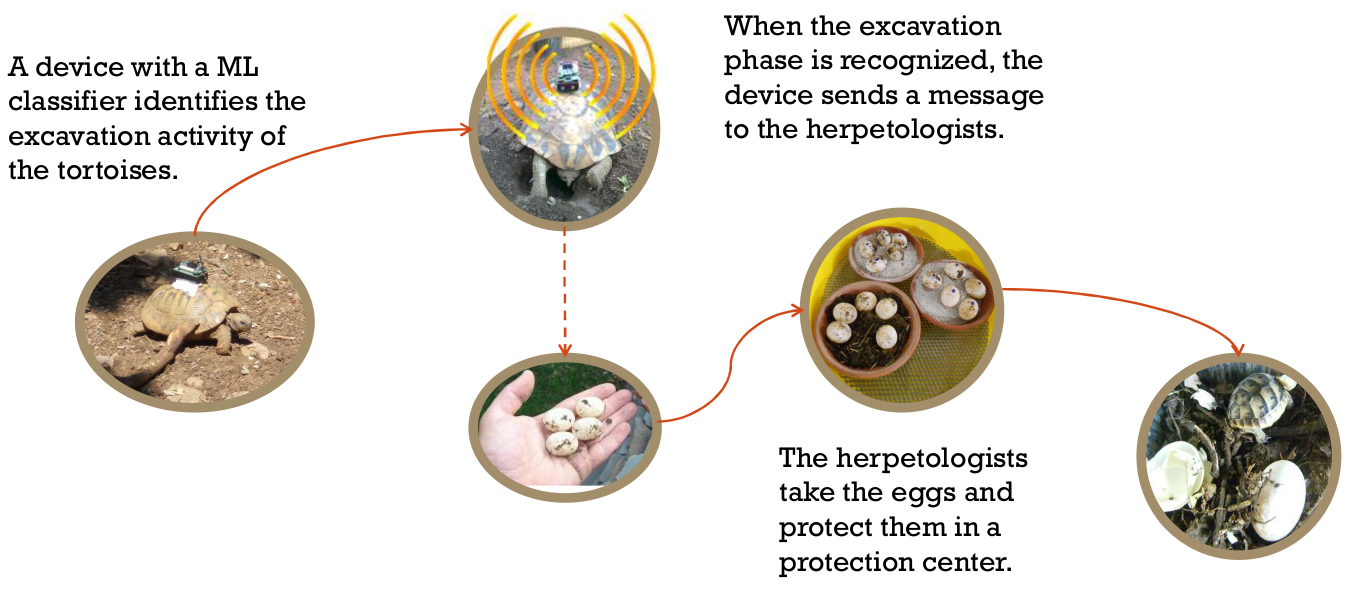 A device with a ML
classifier identifies the
excavation activity of
the tortoises.
When the excavation
phase is recognized, the
device sends a message
to the herpetologists.
The herpetologists
take the eggs and
protect them in a
protection center.